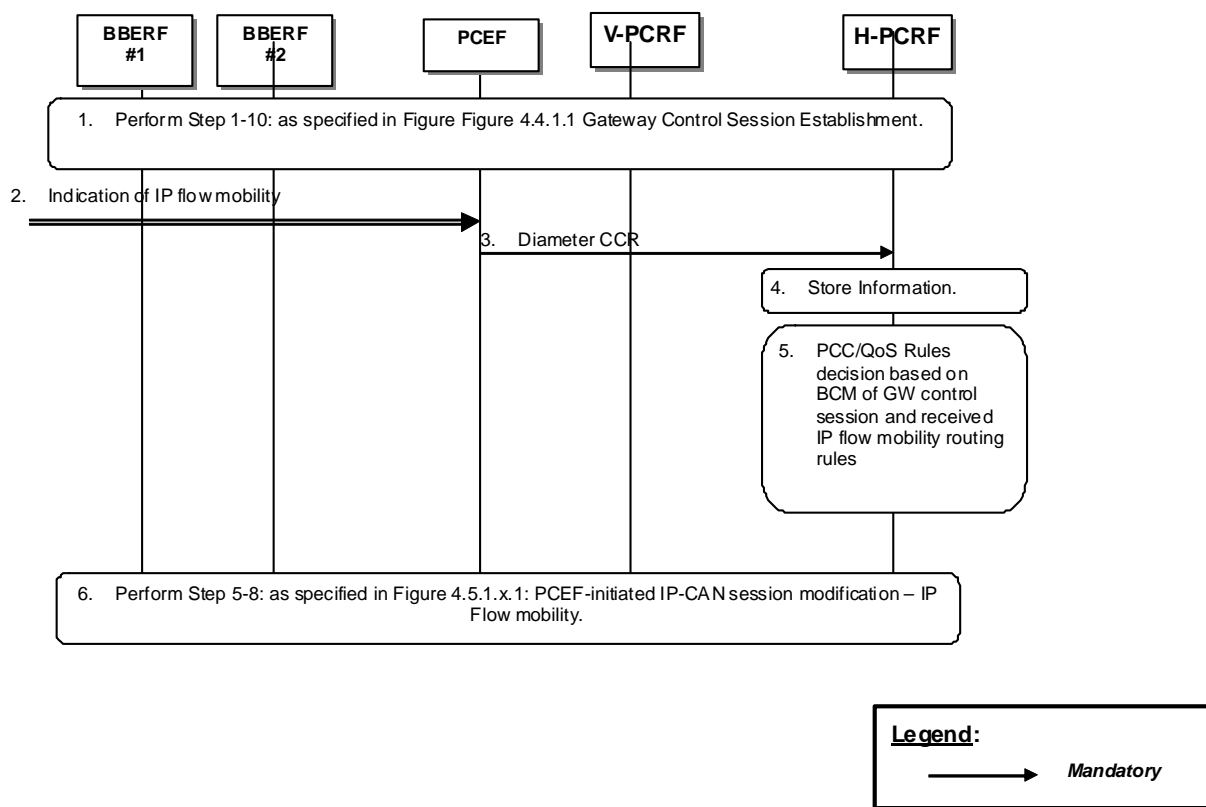 BBERF
#1
BBERF
#2
PCEF
V-PCRF
H-PCRF
1. Perform Step 1-10: as specified in Figure Figure 4.4.1.1 Gateway Control Session Establishment.
2. Indication of IP flow mobility
3. Diameter CCR
4. Store Information.
5. PCC/QoS Rules
decision based on
BCM of GW control
session and received
IP flow mobility routing
rules
6. Perform Step 5-8: as specified in Figure 4.5.1.x.1: PCEF-initiated IP-CAN session modification – IP
Flow mobility.
Legend:
Mandatory